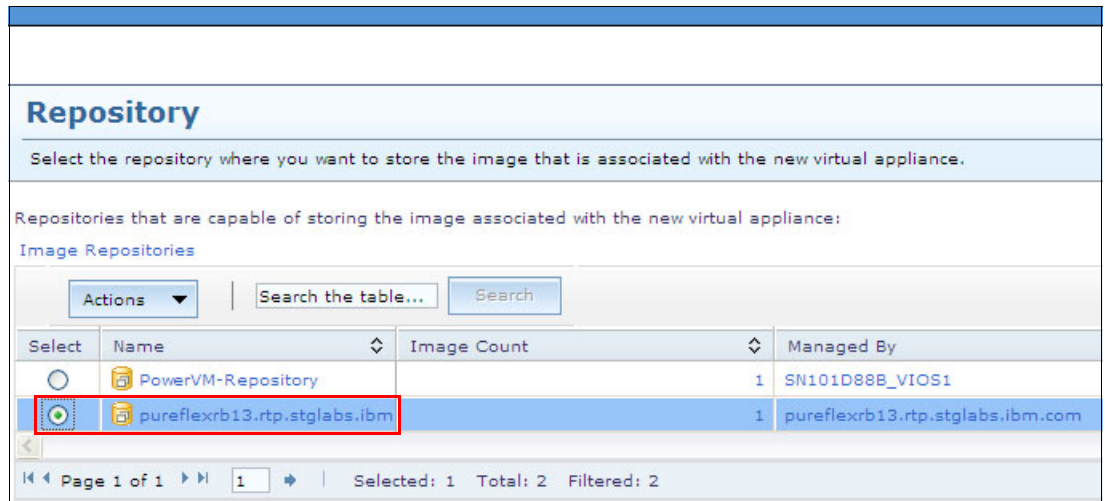 Repository
Select the repository where you want to store the image that is associated with the new virtual appliance.
Repositories that are capable of storing the image associated with the new virtual appliance:
Image Repositories
Actions Search the table... Search
Select Name Image Count Managed By
PowerVM-Repository 1 SN101D88B_VIOS1
pureflexrb13.rtp.stglabs.ibm 1 pureflexrb13.rtp.stglabs.ibm.com
Page 1 of 1 1 Selected: 1 Total: 2 Filtered: 2